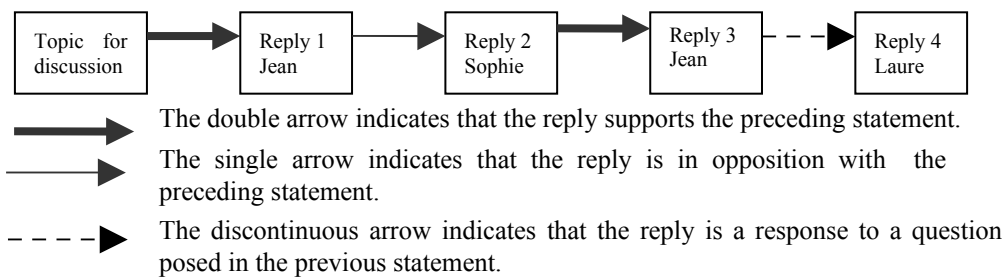 Topic for
discussion
Reply 1
Jean
Reply 2
Sophie
Reply 3
Jean
Reply 4
Laure
The double arrow indicates that the reply supports the preceding statement.
The single arrow indicates that the reply is in opposition with the
preceding statement.
The discontinuous arrow indicates that the reply is a response to a question
posed in the previous statement.